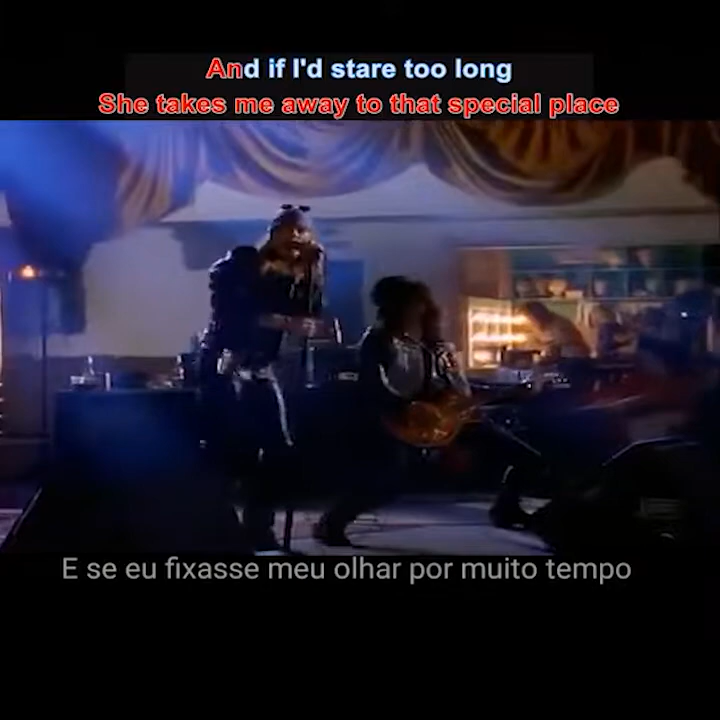 And if I'd stare too long
She takes me away to that special place
E se eu fixasse meu olhar por muito tempo